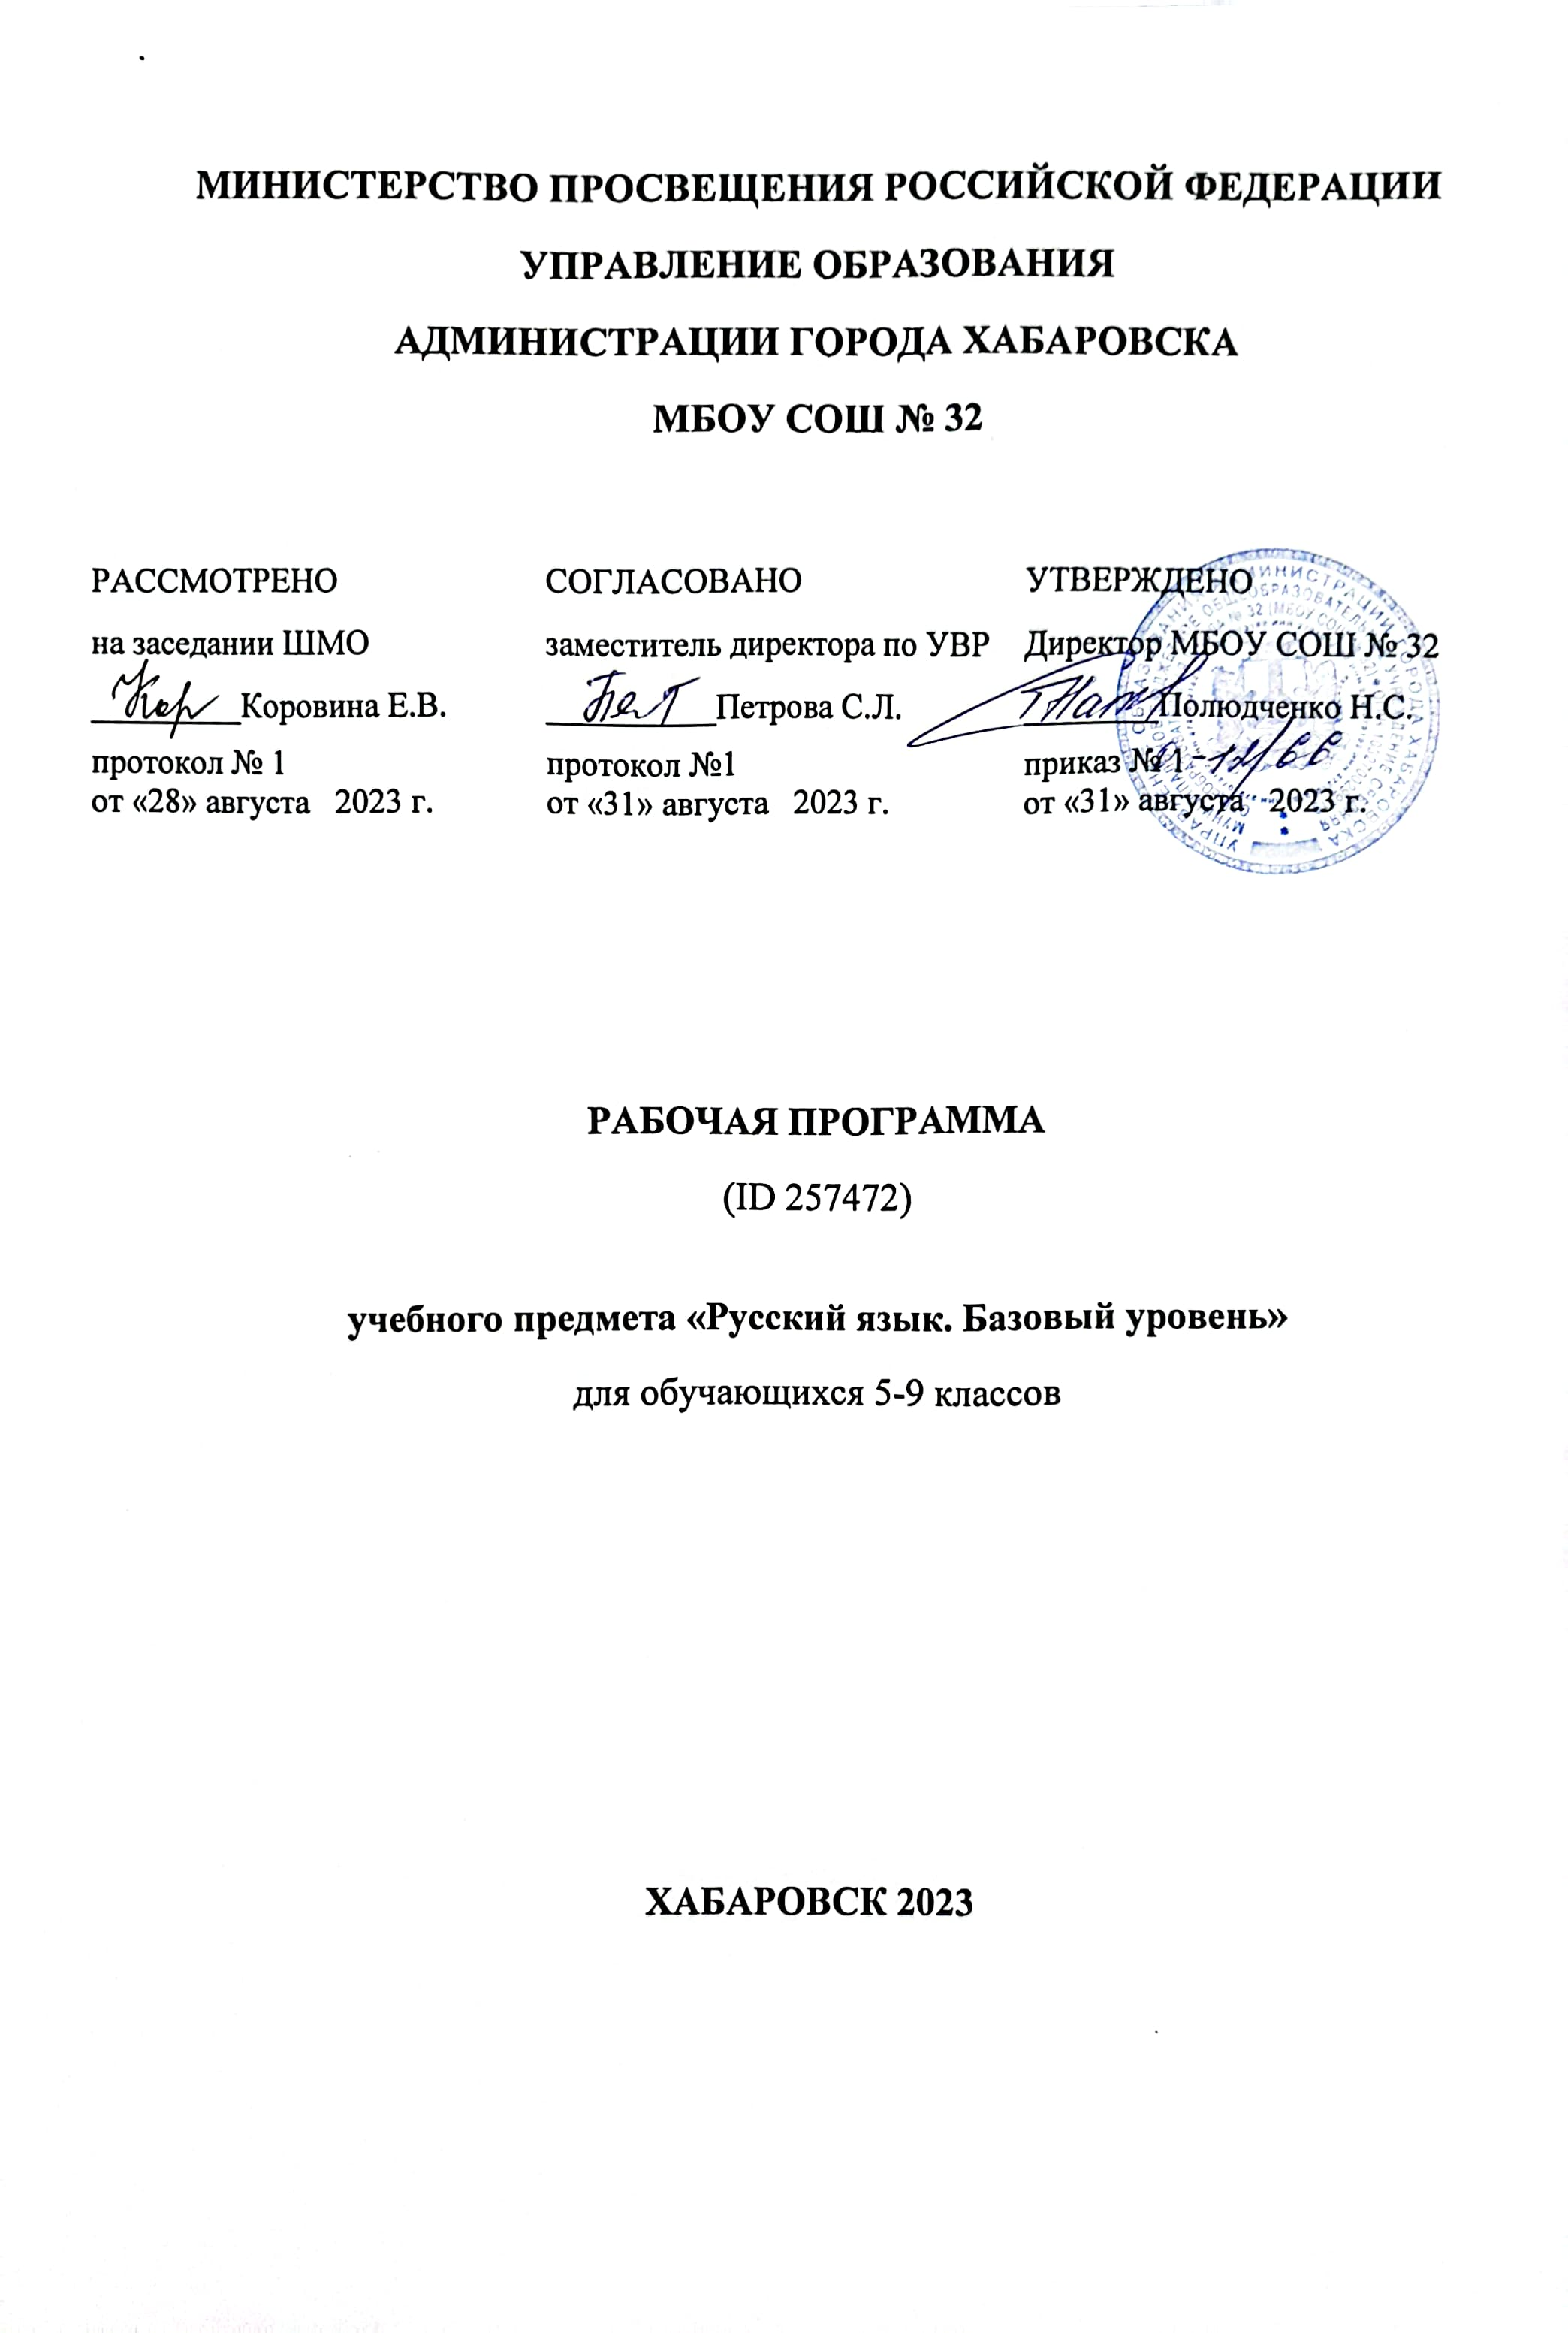 МИНИСТЕРСТВО ПРОСВЕЩЕНИЯ РОССИЙСКОЙ ФЕДЕРАЦИИ
УПРАВЛЕНИЕ ОБРАЗОВАНИЯ
АДМИНИСТРАЦИИ ГОРОДА ХАБАРОВСКА
МБОУ СОШ № 32
РАССМОТРЕНО
на заседании ШМО
Коровина Е.В.
протокол № 1
от «28» августа 2023 г.
СОГЛАСОВАНО
заместитель директора по УВР
Петрова С.Л.
протокол №1
от «31» августа 2023 г.
УТВЕРЖДЕНО
Директор МБОУ СОШ № 32
Полюдченко Н.С.
приказ № 1-12/66
от «31» августа 2023 г.
РАБОЧАЯ ПРОГРАММА
(ID 257472)
учебного предмета «Русский язык. Базовый уровень»
для обучающихся 5-9 классов
ХАБАРОВСК 2023